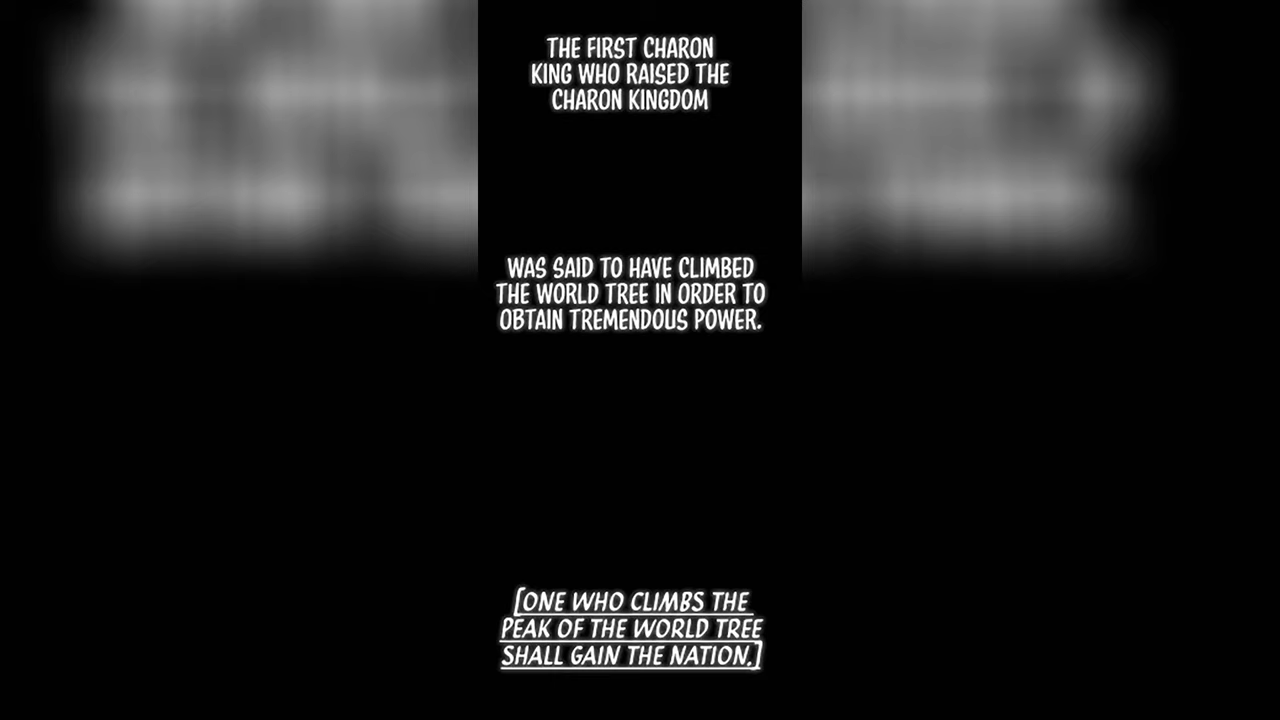 THE FIRST CHARON
KING WHO RAISED THE
CHARON KINGDOM
WAS SAID TO HAVE CLIMBED
THE WORLD TREE IN ORDER TO
OBTAIN TREMENDOUS POWER.
[ONE WHO CLIMBS THE
PEAK OF THE WORLD TREE
SHALL GAIN THE NATION.]